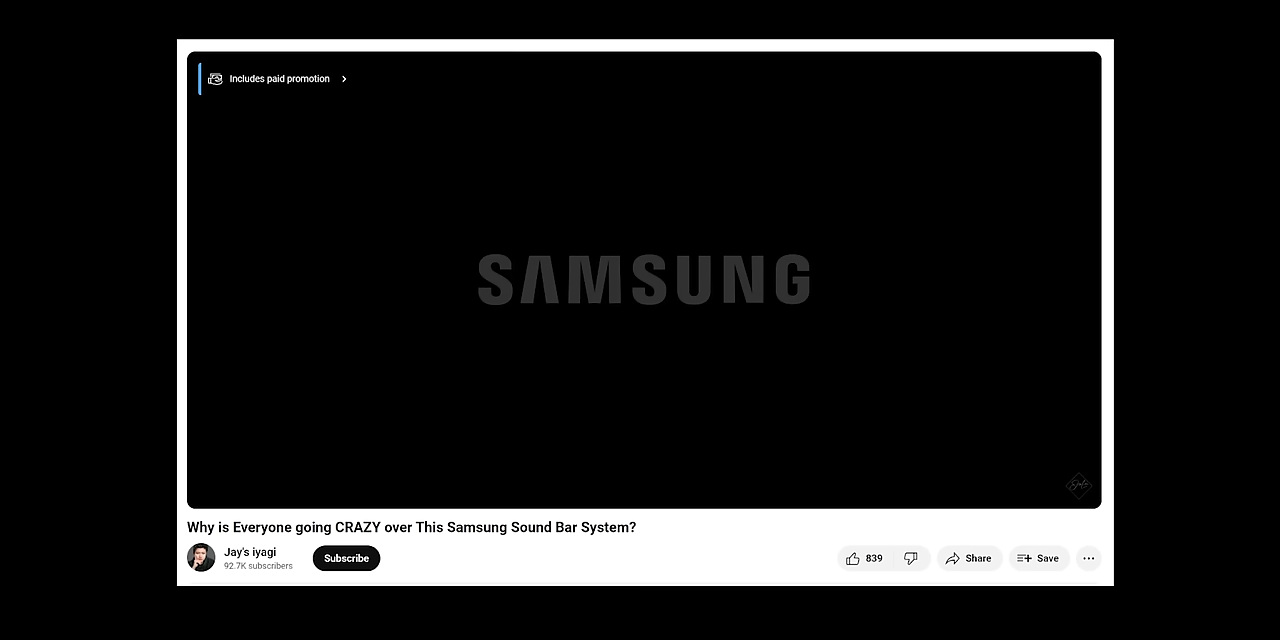 Includes paid promotion
SAMSUNG
Why is Everyone going CRAZY over This Samsung Sound Bar System?
Jay's iyagi
92.7K subscribers
Subscribe
839
Share
Save